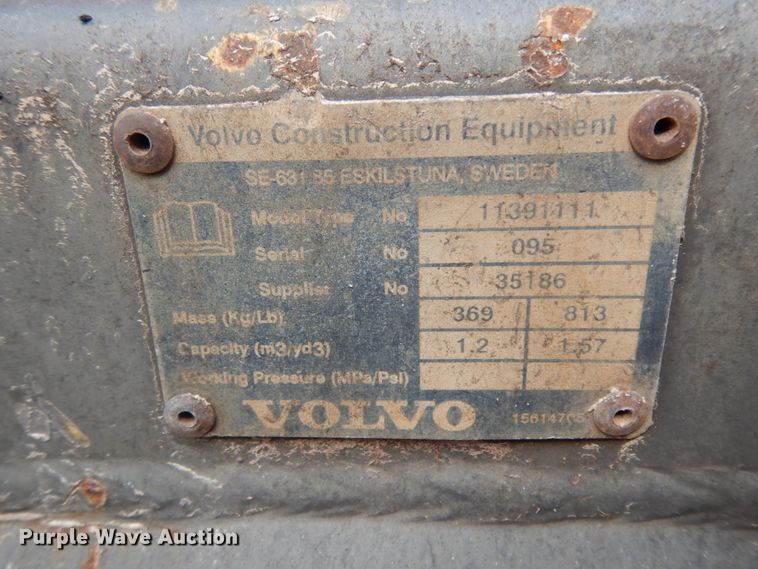 Volvo Construction Equipment
SE-631 85 ESKILSTUNA, SWEDEN
Model Type No 11391111
Serial No 095
Supplier No 35186
Mass (Kg/Lb) 369 813
Capacity (m3/yd3) 1.2 1.57
Working Pressure (MPa/Psi)
VOLVO
Purple Wave Auction